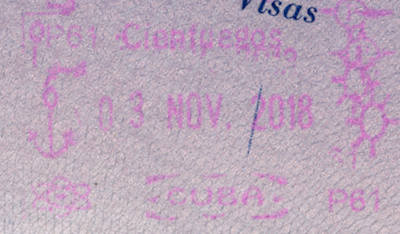 Visas
P61 Cienfuegos
03 NOV. 2018
CUBA P61